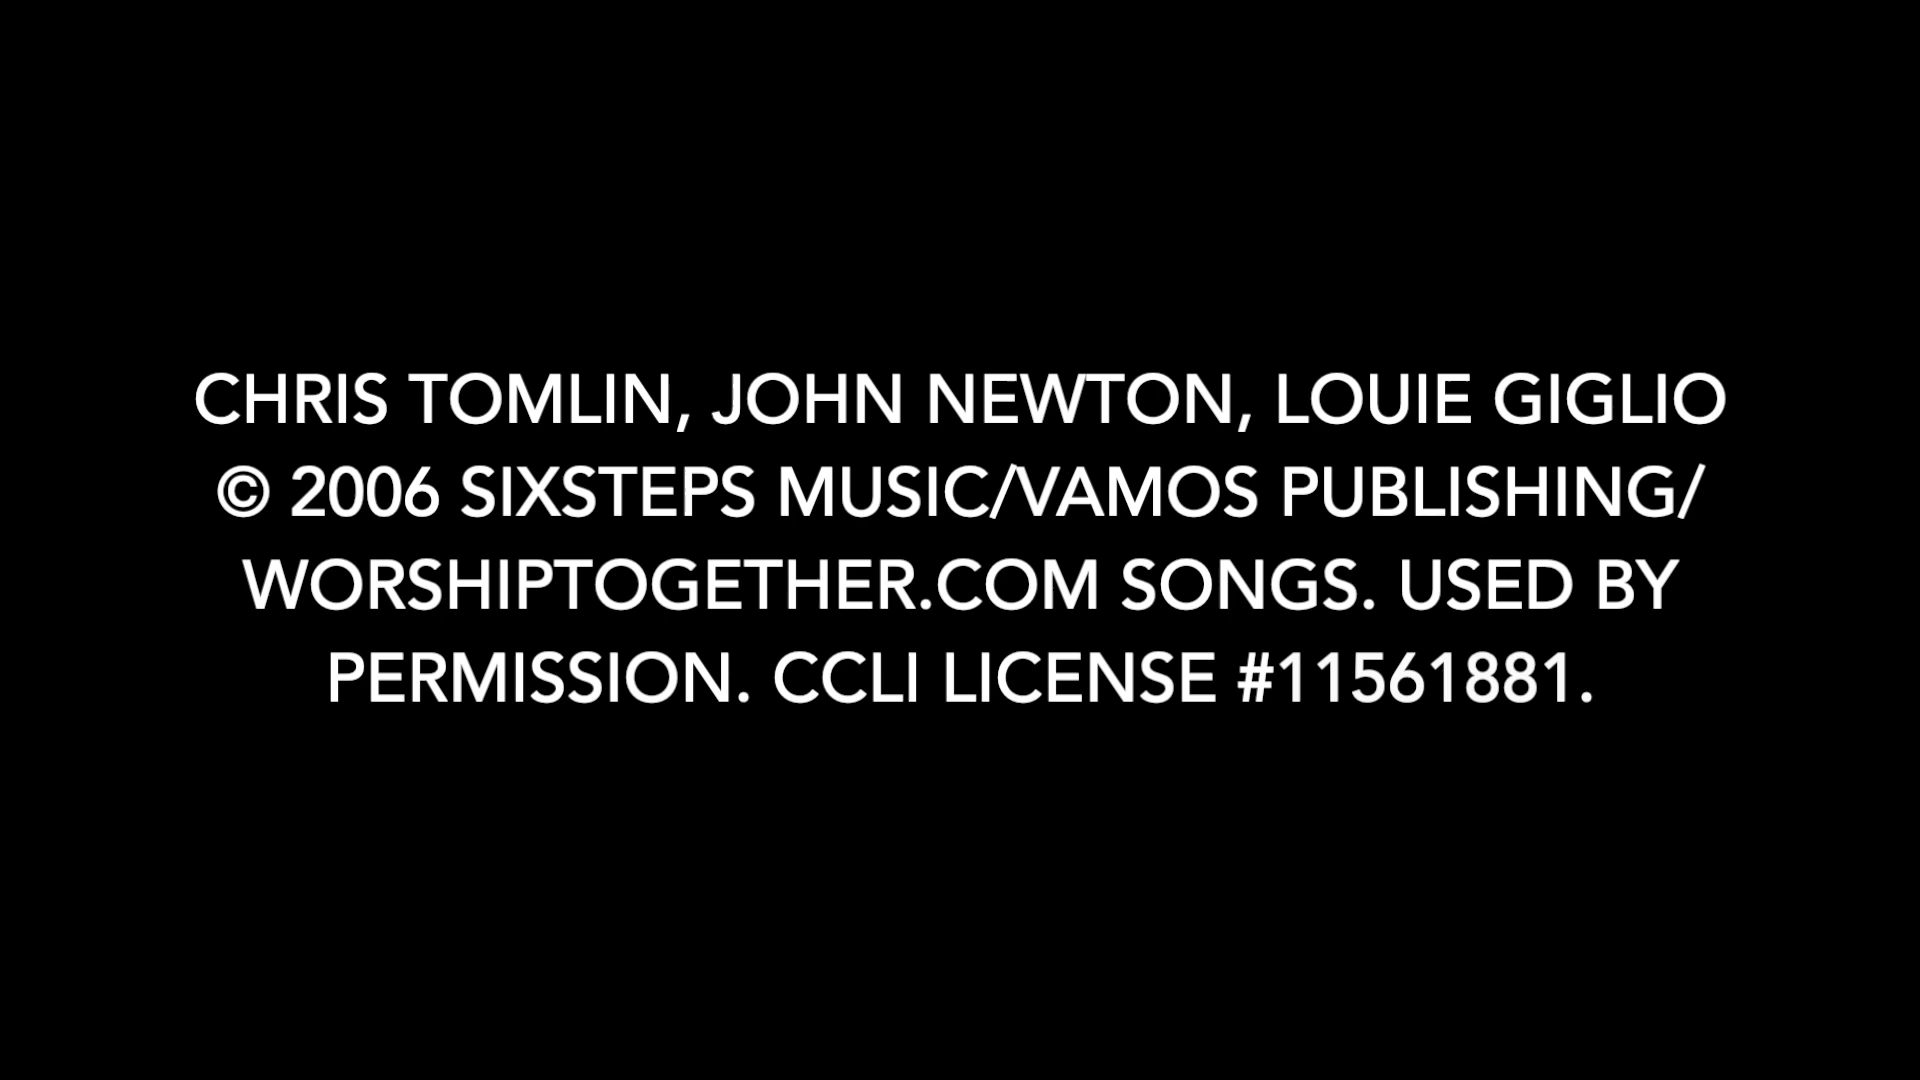 CHRIS TOMLIN, JOHN NEWTON, LOUIE GIGLIO
© 2006 SIXSTEPS MUSIC/VAMOS PUBLISHING/
WORSHIPTOGETHER.COM SONGS. USED BY
PERMISSION. CCLI LICENSE #11561881.